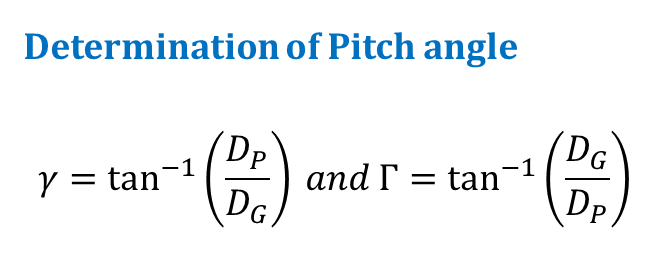 Determination of Pitch angle
γ = tan⁻¹ (D_P / D_G) and Γ = tan⁻¹ (D_G / D_P)